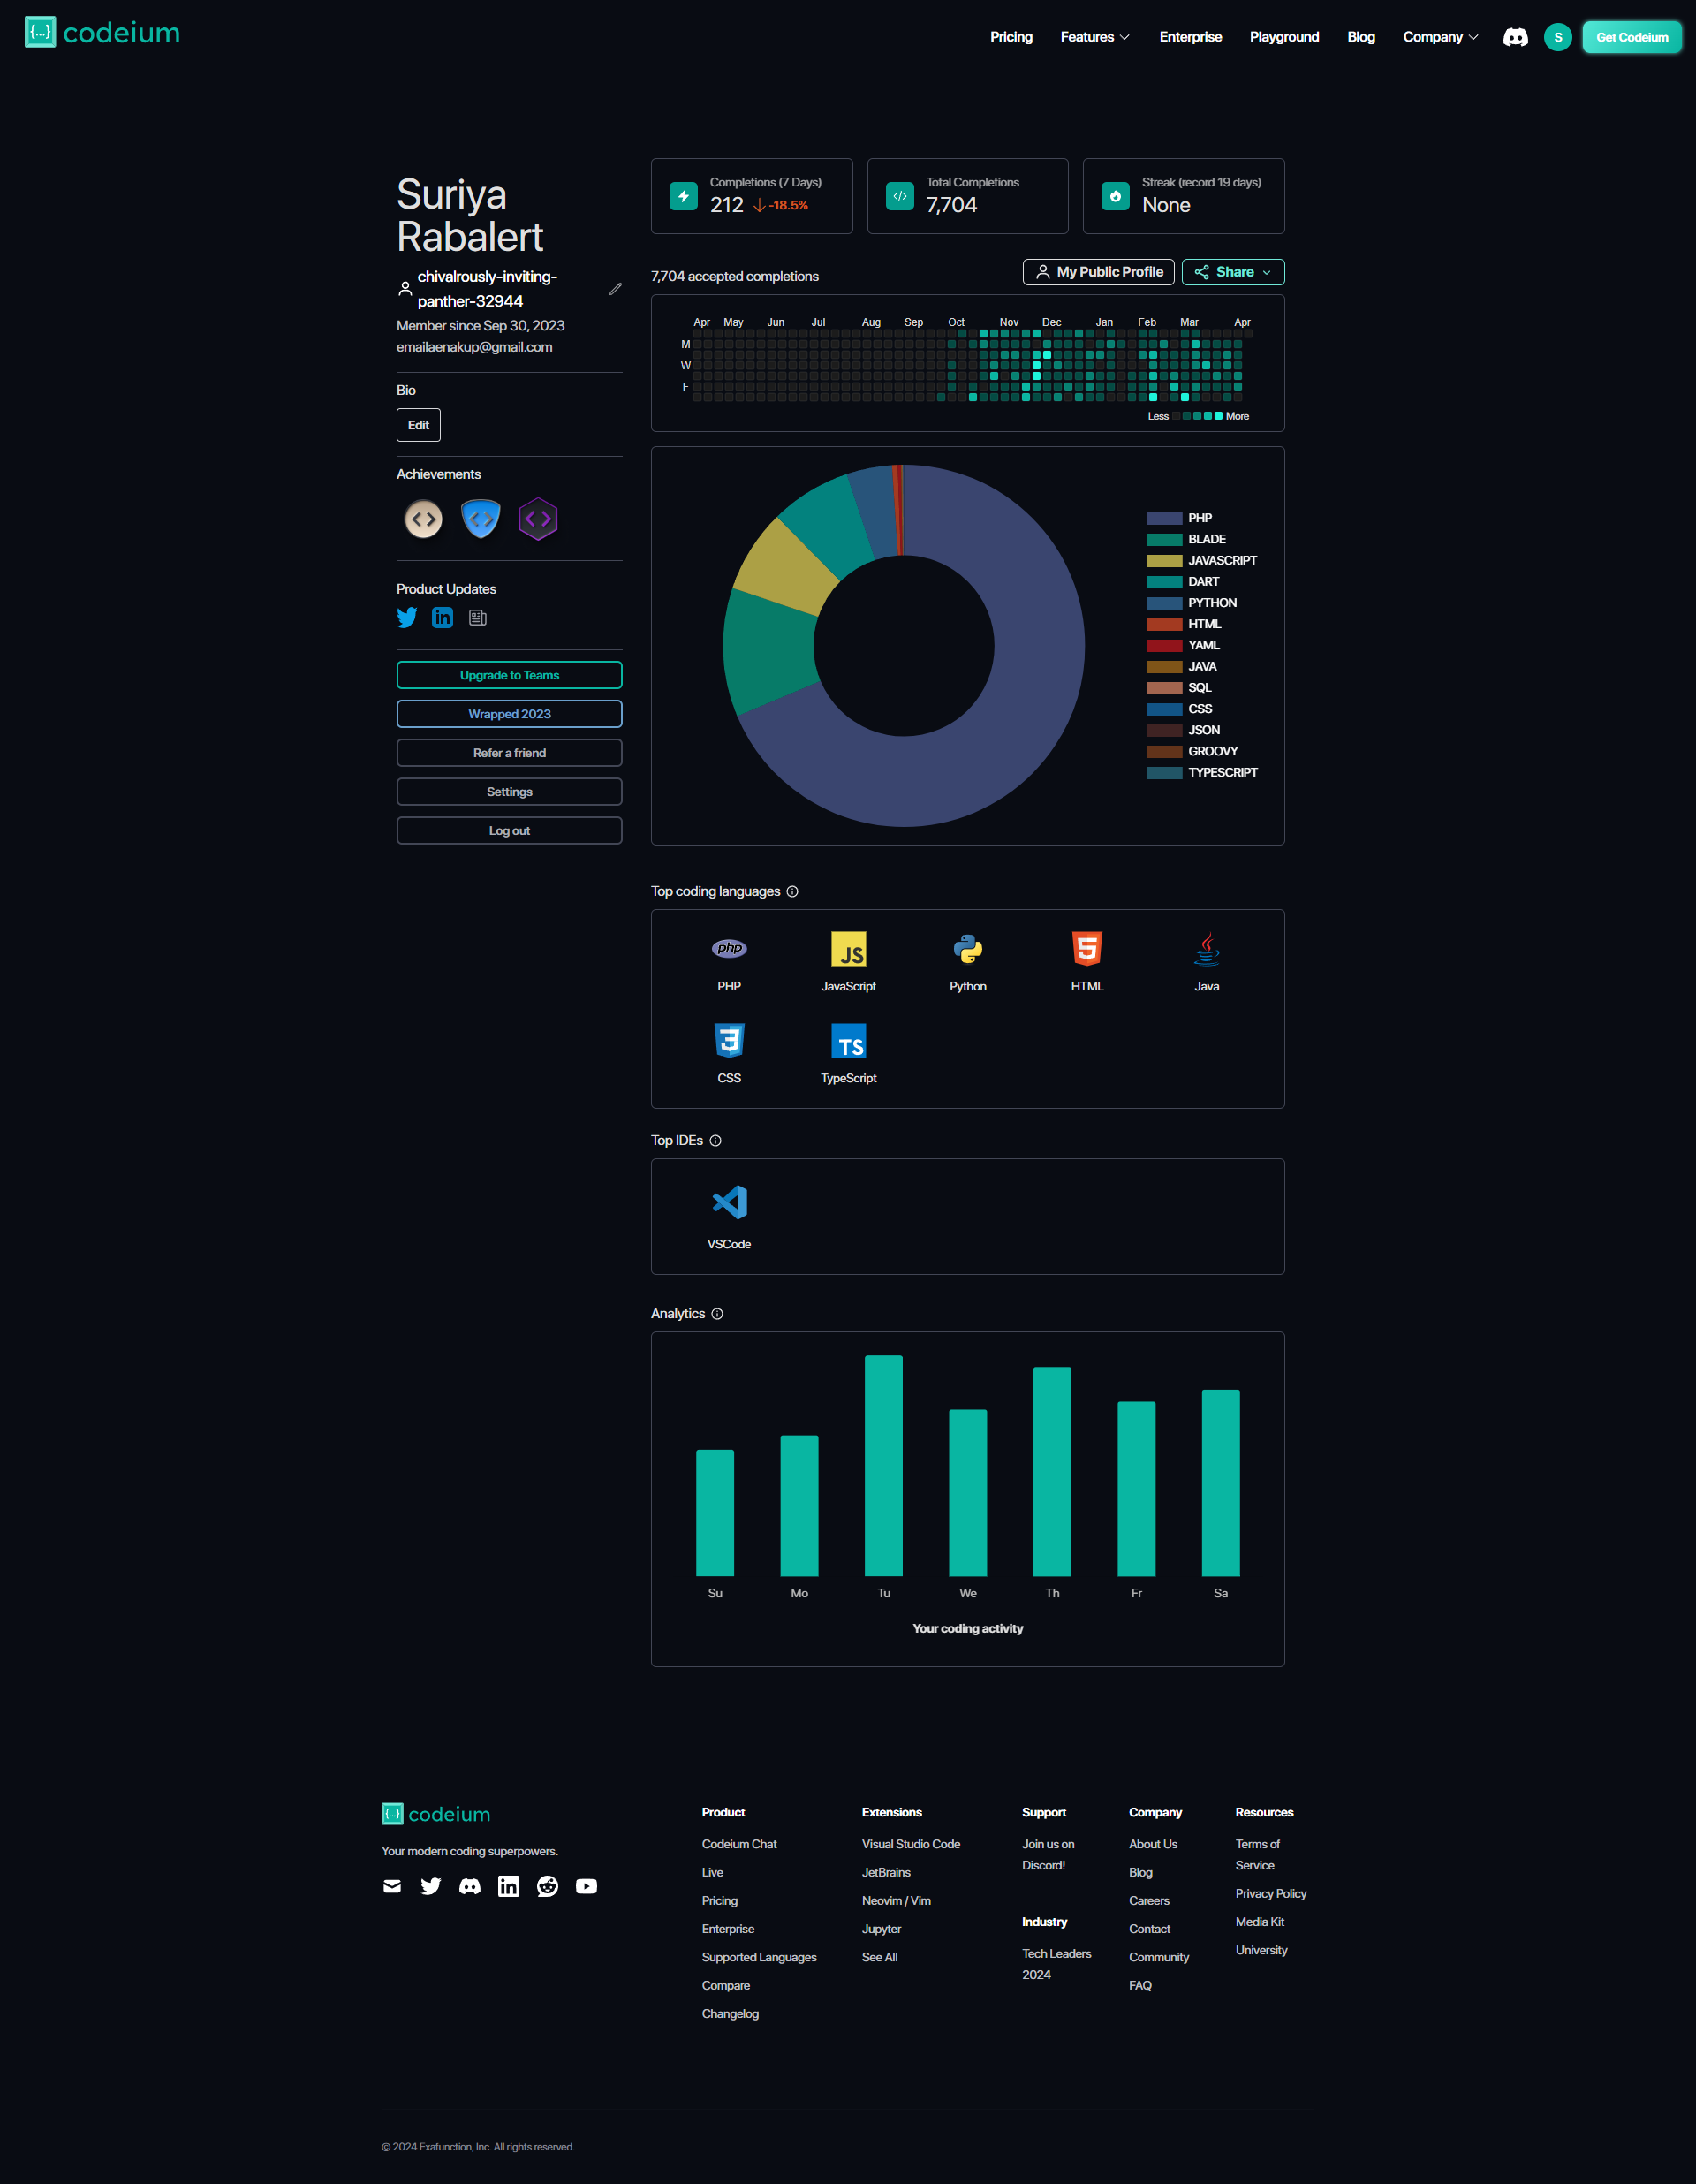 {...} codeium
Pricing Features Enterprise Playground Blog Company S Get Codeium
Suriya
Rabalert
chivalrously-inviting-
panther-32944
Member since Sep 30, 2023
emailaenakup@gmail.com
Bio
Edit
Achievements
Product Updates
Upgrade to Teams
Wrapped 2023
Refer a friend
Settings
Log out
Completions (7 Days)
212 -18.5%
Total Completions
7,704
Streak (record 19 days)
None
7,704 accepted completions
My Public Profile
Share
Apr May Jun Jul Aug Sep Oct Nov Dec Jan Feb Mar Apr
M
W
F
Less More
PHP
BLADE
JAVASCRIPT
DART
PYTHON
HTML
YAML
JAVA
SQL
CSS
JSON
GROOVY
TYPESCRIPT
Top coding languages
php JS 5
PHP JavaScript Python HTML Java
3 TS
CSS TypeScript
Top IDEs
VSCode
Analytics
Su Mo Tu We Th Fr Sa
Your coding activity
{...} codeium
Your modern coding superpowers.
Product
Codeium Chat
Live
Pricing
Enterprise
Supported Languages
Compare
Changelog
Extensions
Visual Studio Code
JetBrains
Neovim / Vim
Jupyter
See All
Support
Join us on
Discord!
Industry
Tech Leaders
2024
Company
About Us
Blog
Careers
Contact
Community
FAQ
Resources
Terms of
Service
Privacy Policy
Media Kit
University
© 2024 Exafunction, Inc. All rights reserved.